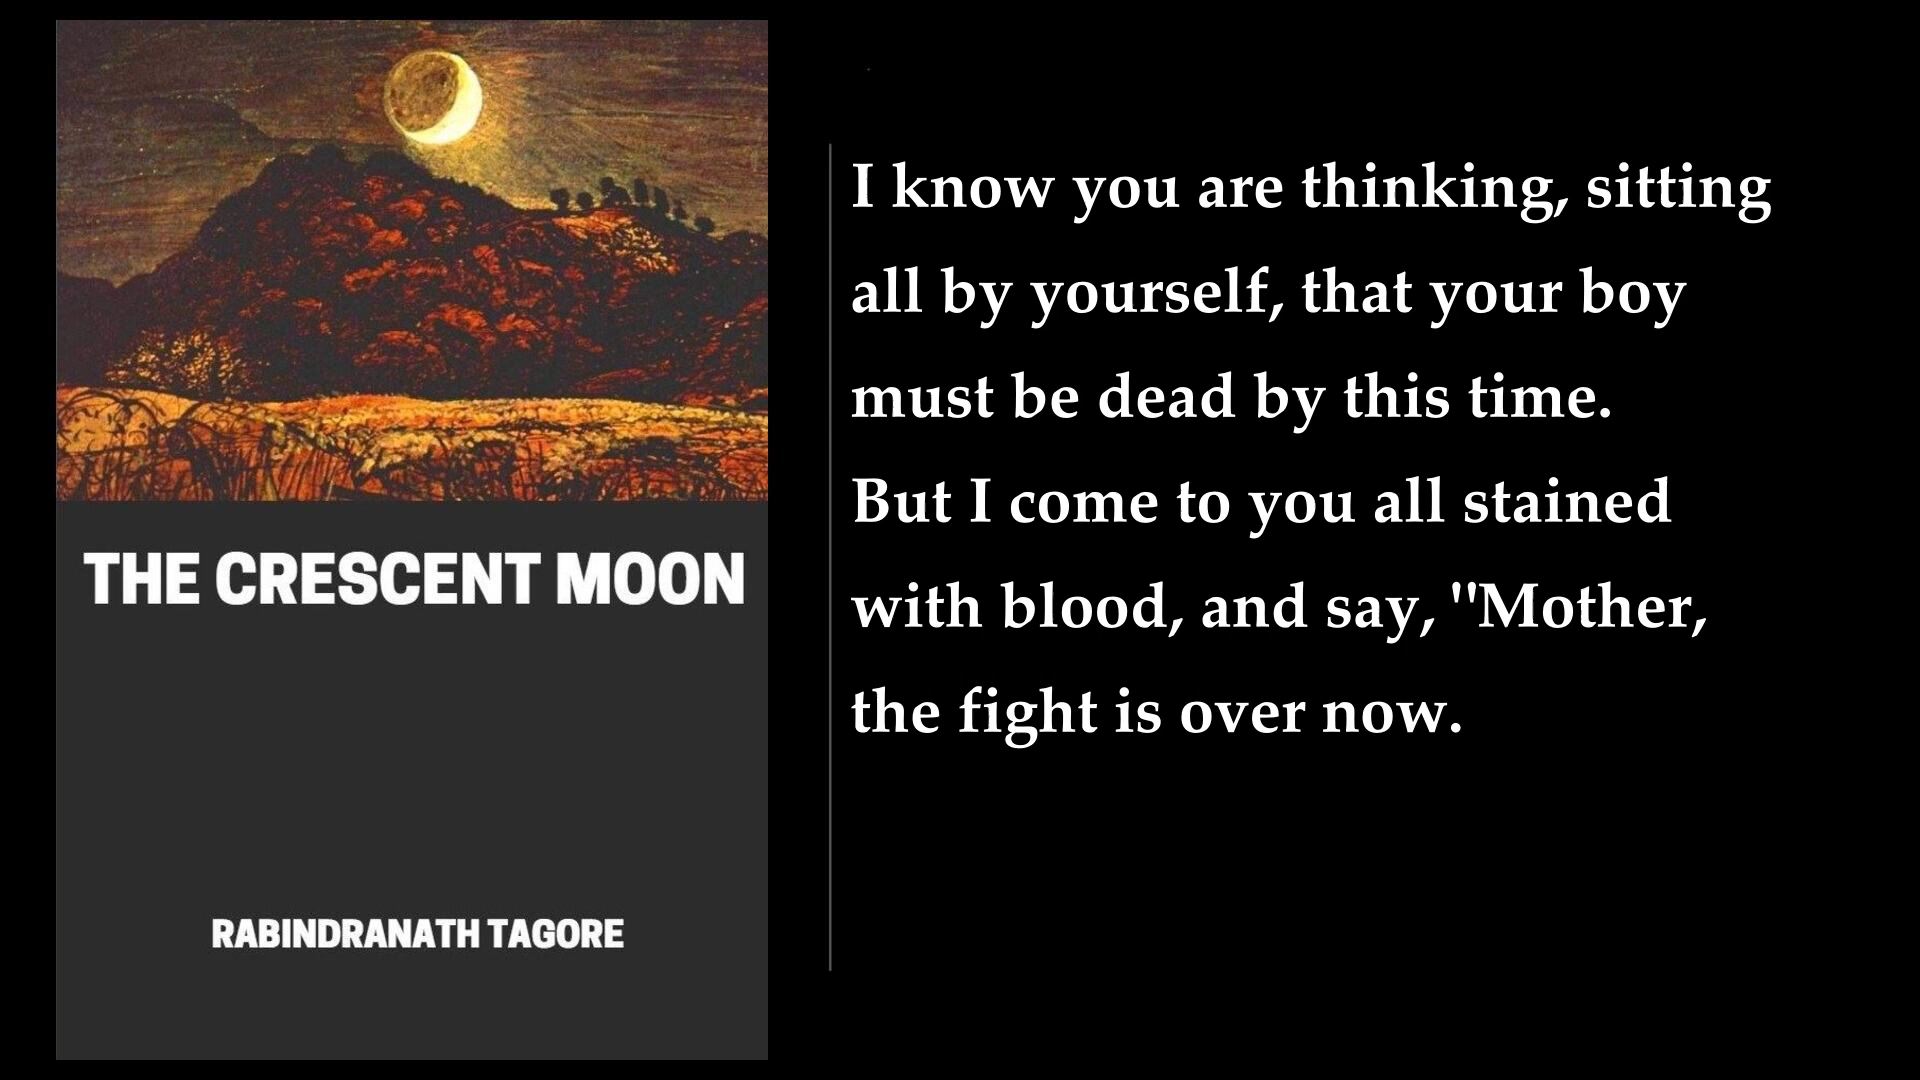 THE CRESCENT MOON
RABINDRANATH TAGORE
I know you are thinking, sitting
all by yourself, that your boy
must be dead by this time.
But I come to you all stained
with blood, and say, "Mother,
the fight is over now.